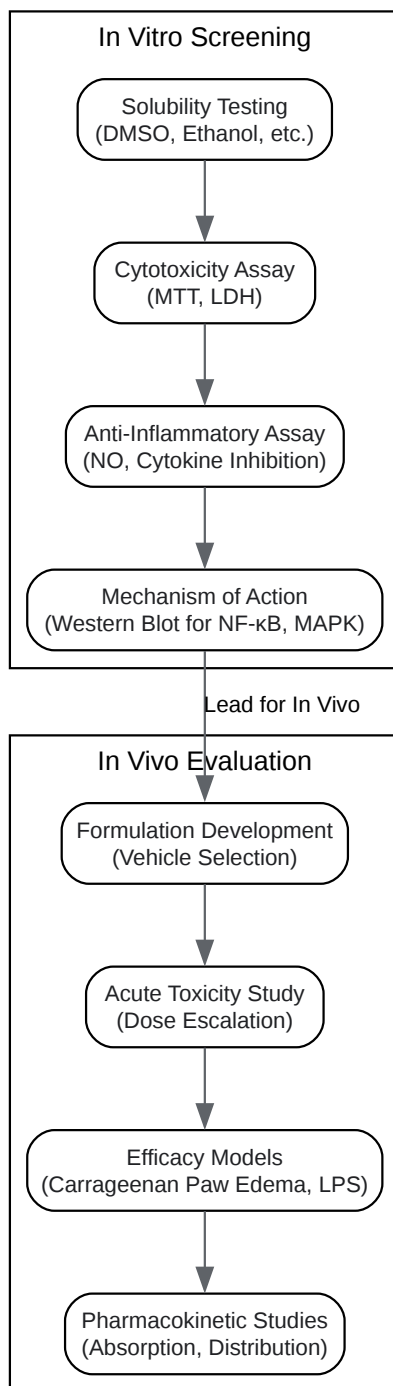 In Vitro Screening
Solubility Testing
(DMSO, Ethanol, etc.)
Cytotoxicity Assay
(MTT, LDH)
Anti-Inflammatory Assay
(NO, Cytokine Inhibition)
Mechanism of Action
(Western Blot for NF-κB, MAPK)
Lead for In Vivo
In Vivo Evaluation
Formulation Development
(Vehicle Selection)
Acute Toxicity Study
(Dose Escalation)
Efficacy Models
(Carrageenan Paw Edema, LPS)
Pharmacokinetic Studies
(Absorption, Distribution)